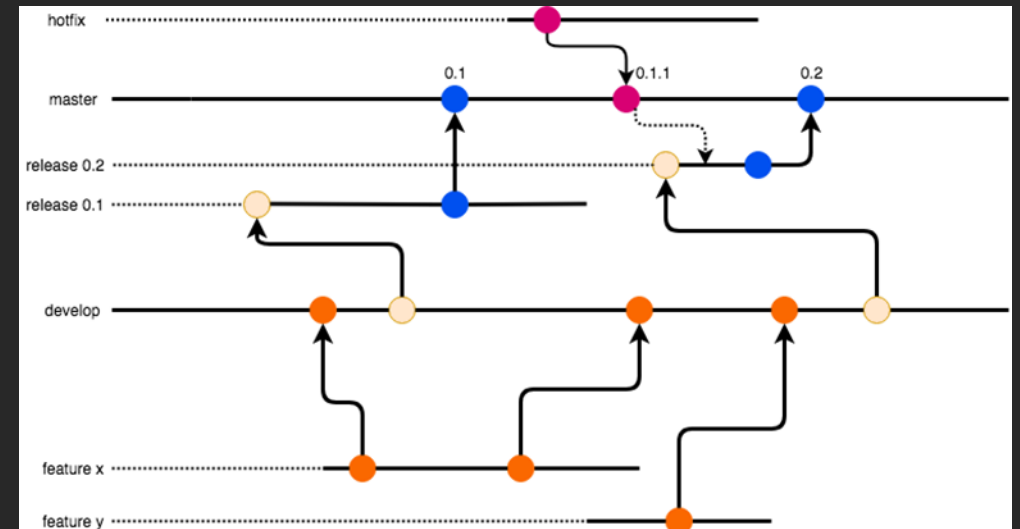 hotfix
0.1
0.1.1
0.2
master
release 0.2
release 0.1
develop
feature x
feature y